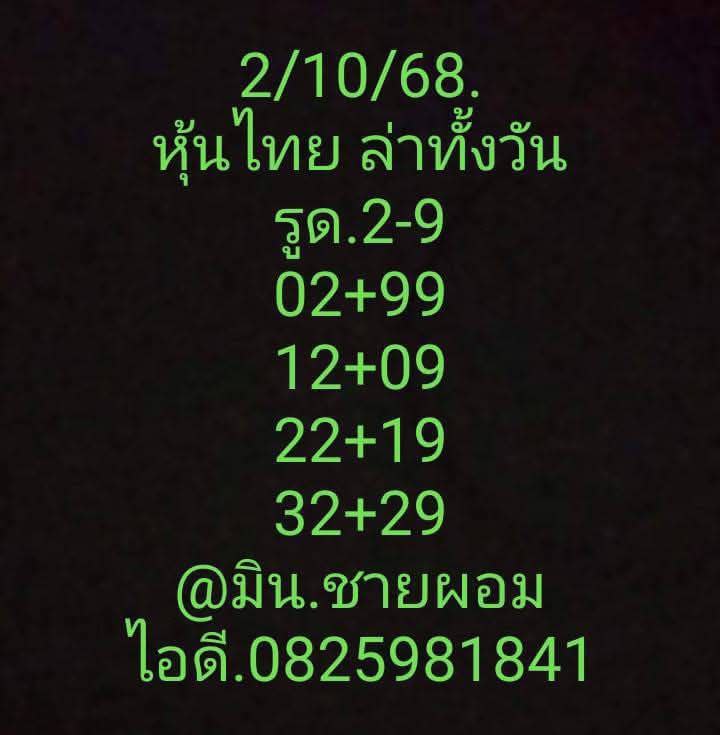 2/10/68.
หุ้นไทย ล่าทั้งวัน
รูด.2-9
02+99
12+09
22+19
32+29
@มิน.ชายผอม
ไอดี.0825981841